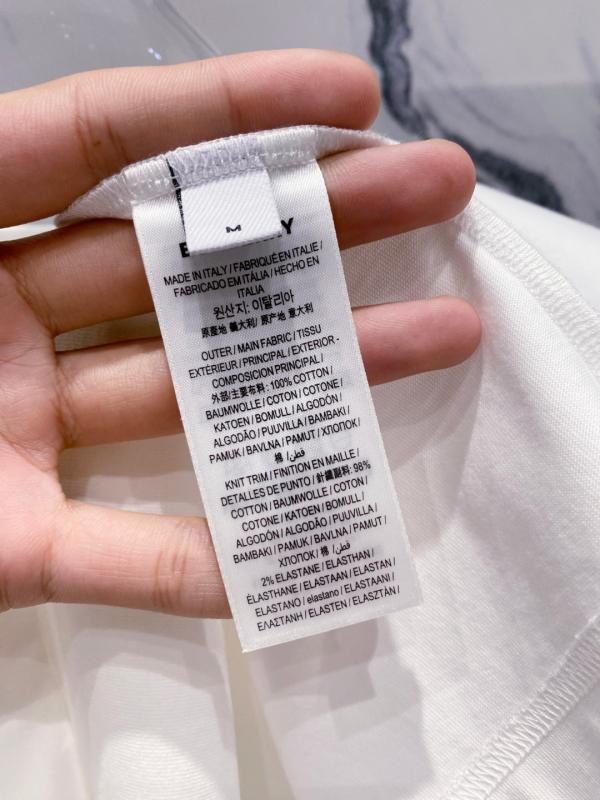 M
MADE IN ITALY / FABRIQUÉ EN ITALIE /
FABRICADO EM ITÁLIA / HECHO EN
ITALIA
원산지: 이탈리아
原產地 義大利/ 原产地 意大利
OUTER / MAIN FABRIC / TISSU
EXTÉRIEUR / PRINCIPAL / EXTERIOR -
COMPOSICION PRINCIPAL /
外部/主要布料 : 100% COTTON /
BAUMWOLLE / COTON / COTONE /
KATOEN / BOMULL / ALGODÓN /
ALGODÃO / PUUVILLA / BAMBAKI /
PAMUK / BAVLNA / PAMUT / ХЛОПОК /
棉 /قطن
KNIT TRIM / FINITION EN MAILLE /
DETALLES DE PUNTO / 針織副料 : 98%
COTTON / BAUMWOLLE / COTON /
COTONE / KATOEN / BOMULL /
ALGODÓN / ALGODÃO / PUUVILLA /
BAMBAKI / PAMUK / BAVLNA / PAMUT /
ХЛОПОК / 棉 /قطن
2% ELASTANE / ELASTHAN /
ÉLASTHANE / ELASTAAN / ELASTAN /
ELASTANO / elastano / ELASTAANI /
ΕΛΑΣΤΑΝΗ / ELASTEN / ELASZTÁN /